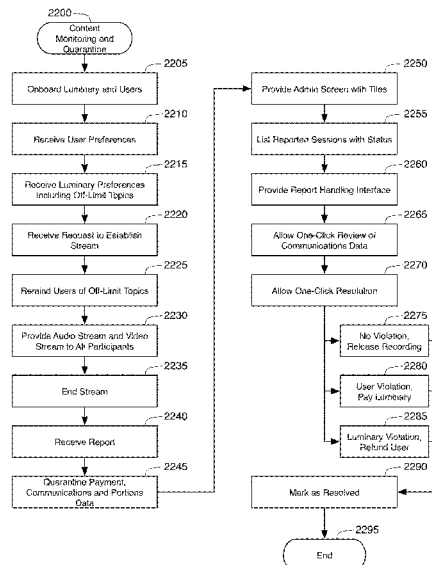 2200
Content
Monitoring and
Quarantine
2205
Onboard Luminary and Users
2210
Receive User Preferences
2215
Receive Luminary Preferences
Including Off-Limit Topics
2220
Receive Request to Establish
Stream
2225
Remind Users of Off-Limit Topics
2230
Provide Audio Stream and Video
Stream to All Participants
2235
End Stream
2240
Receive Report
2245
Quarantine Payment,
Communications and Portions
Data
2250
Provide Admin Screen with Tiles
2255
List Reported Sessions with Status
2260
Provide Report Handling Interface
2265
Allow One-Click Review of
Communications Data
2270
Allow One-Click Resolution
2275
No Violation,
Release Recording
2280
User Violation,
Pay Luminary
2285
Luminary Violation,
Refund User
2290
Mark as Resolved
2295
End